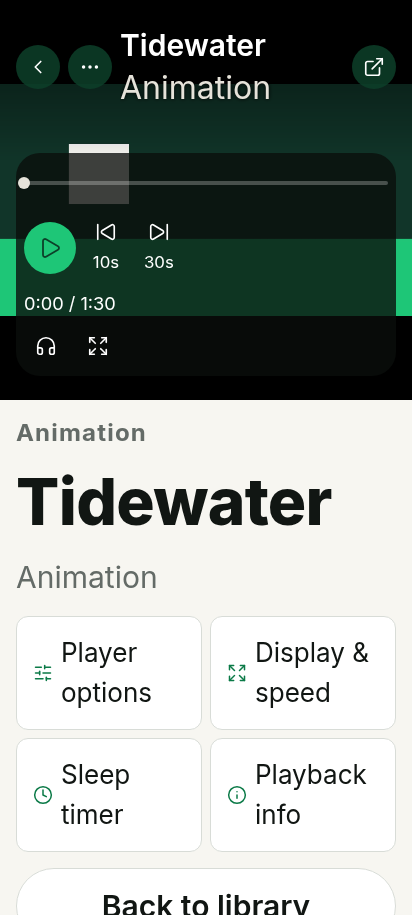 Tidewater
Animation
10s
30s
0:00 / 1:30
Animation
Tidewater
Animation
Player
options
Display &
speed
Sleep
timer
Playback
info
Back to library